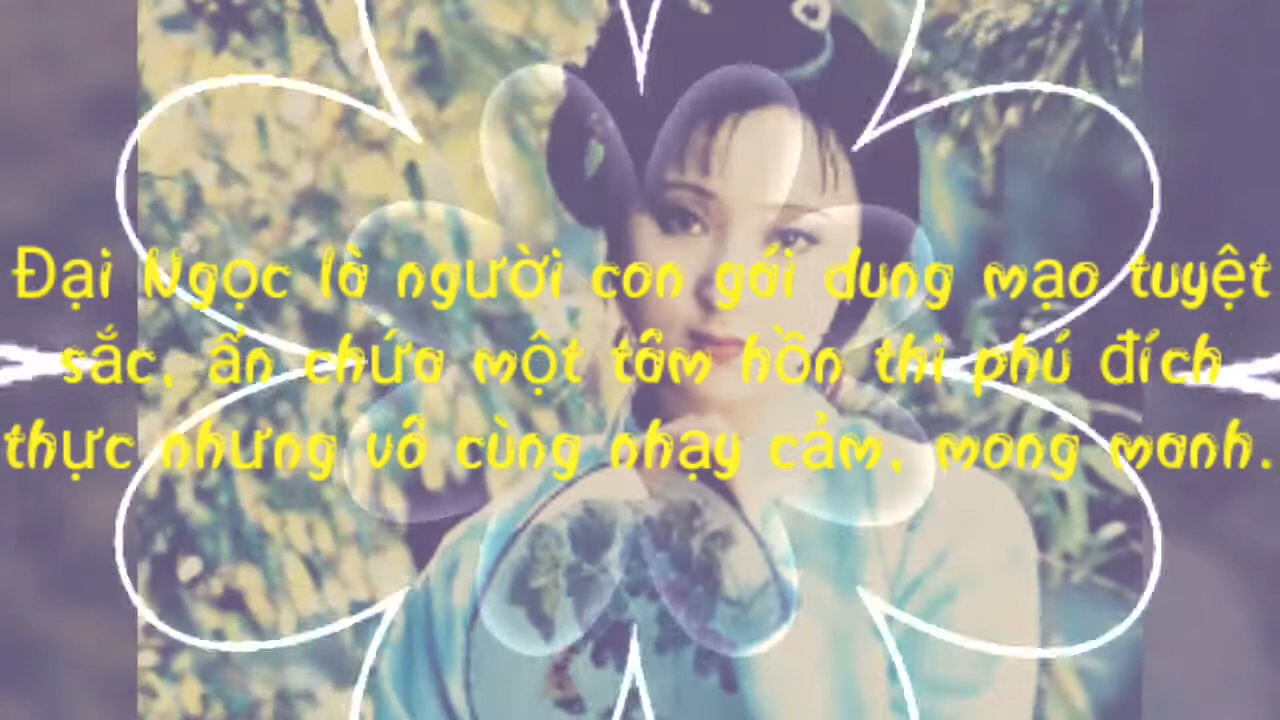 Đại Ngọc là người con gái dung mạo tuyệt
sắc, ẩn chứa một tâm hồn thi phú đích
thực nhưng vô cùng nhạy cảm, mong manh.